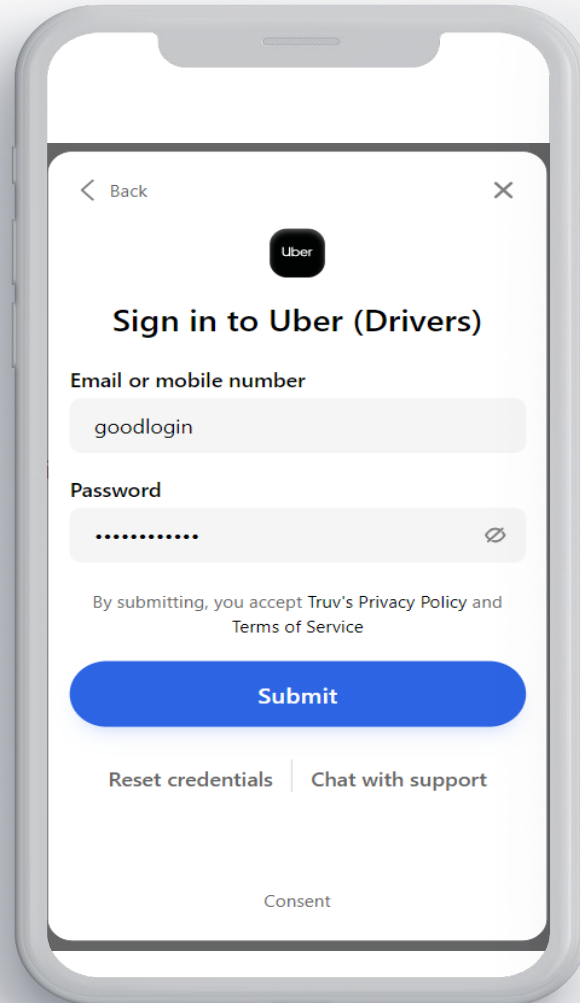 Back
Uber
Sign in to Uber (Drivers)
Email or mobile number
goodlogin
Password
••••••••••••
By submitting, you accept Truv's Privacy Policy and
Terms of Service
Submit
Reset credentials
Chat with support
Consent